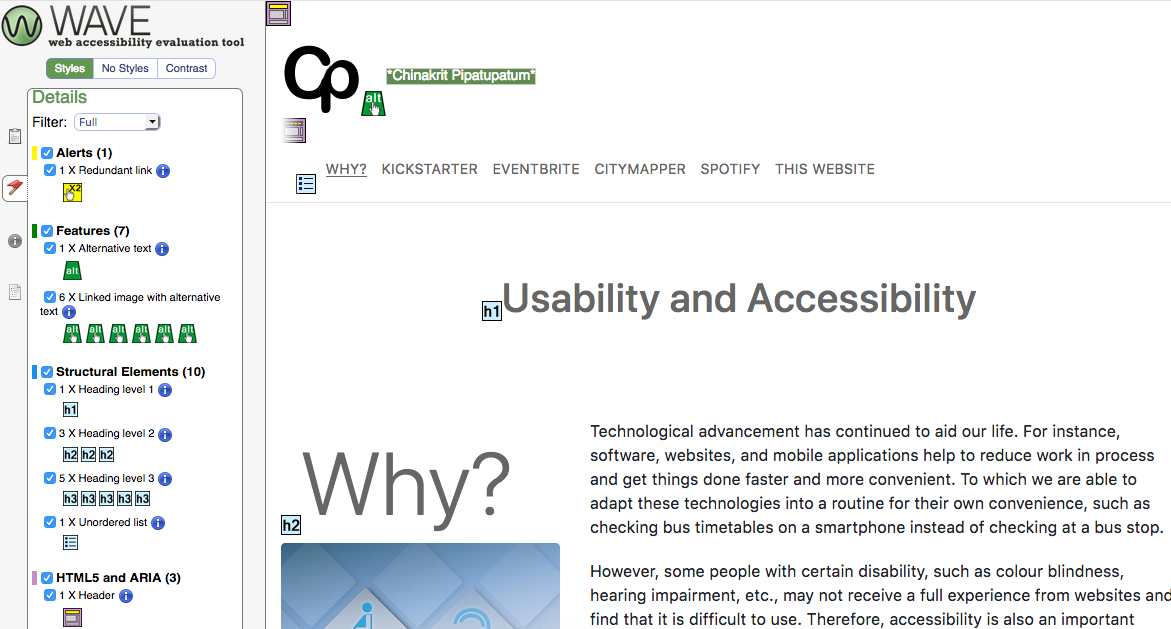 WAVE
web accessibility evaluation tool
Styles
No Styles
Contrast
Details
Filter: Full
Alerts (1)
1 X Redundant link
X2
Features (7)
1 X Alternative text
alt
6 X Linked image with alternative
text
alt alt alt alt alt alt
Structural Elements (10)
1 X Heading level 1
h1
3 X Heading level 2
h2 h2 h2
5 X Heading level 3
h3 h3 h3 h3 h3
1 X Unordered list
HTML5 and ARIA (3)
1 X Header
Cp
alt
*Chinakrit Pipatupatum*
WHY? KICKSTARTER EVENTBRITE CITYMAPPER SPOTIFY THIS WEBSITE
h1 Usability and Accessibility
h2 Why?
Technological advancement has continued to aid our life. For instance,
software, websites, and mobile applications help to reduce work in process
and get things done faster and more convenient. To which we are able to
adapt these technologies into a routine for their own convenience, such as
checking bus timetables on a smartphone instead of checking at a bus stop.
However, some people with certain disability, such as colour blindness,
hearing impairment, etc., may not receive a full experience from websites and
find that it is difficult to use. Therefore, accessibility is also an important